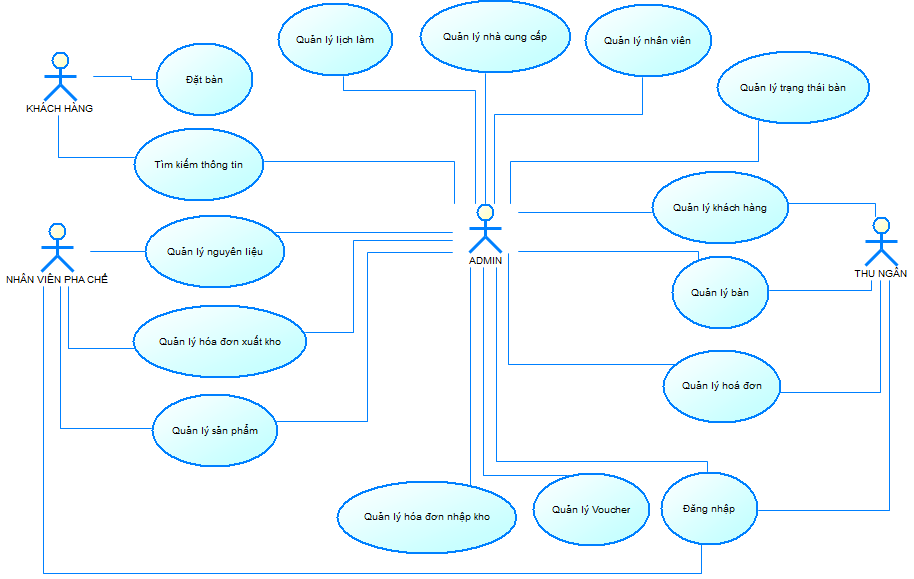 Quản lý lịch làm
Quản lý nhà cung cấp
Quản lý nhân viên
Đặt bàn
Quản lý trạng thái bàn
KHÁCH HÀNG
Tìm kiếm thông tin
Quản lý khách hàng
Quản lý nguyên liệu
ADMIN
THU NGÂN
NHÂN VIÊN PHA CHẾ
Quản lý bàn
Quản lý hóa đơn xuất kho
Quản lý hoá đơn
Quản lý sản phẩm
Quản lý hóa đơn nhập kho
Quản lý Voucher
Đăng nhập